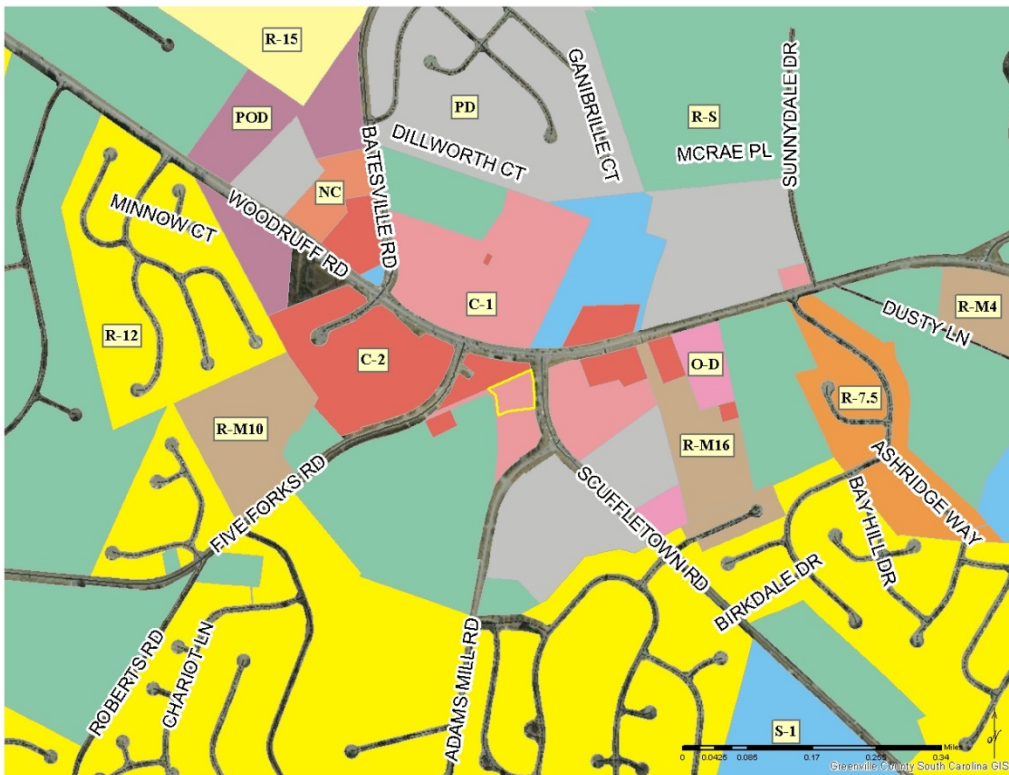 R-15
POD
PD
GANIBRILLE CT
SUNNYDALE DR
R-S
MCRAE PL
DILLWORTH CT
BATESVILLE RD
NC
MINNOW CT
WOODRUFF RD
C-1
R-12
C-2
R-M4
DUSTY LN
O-D
R-7.5
R-M10
R-M16
FIVE FORKS RD
SCUFFLETOWN RD
ASHRIDGE WAY
BAY HILL DR
BIRKDALE DR
ROBERTS RD
CHARIOT LN
ADAMS MILL RD
S-1
Miles
0 0.0425 0.085 0.17 0.255 0.34
N
Greenville County South Carolina GIS